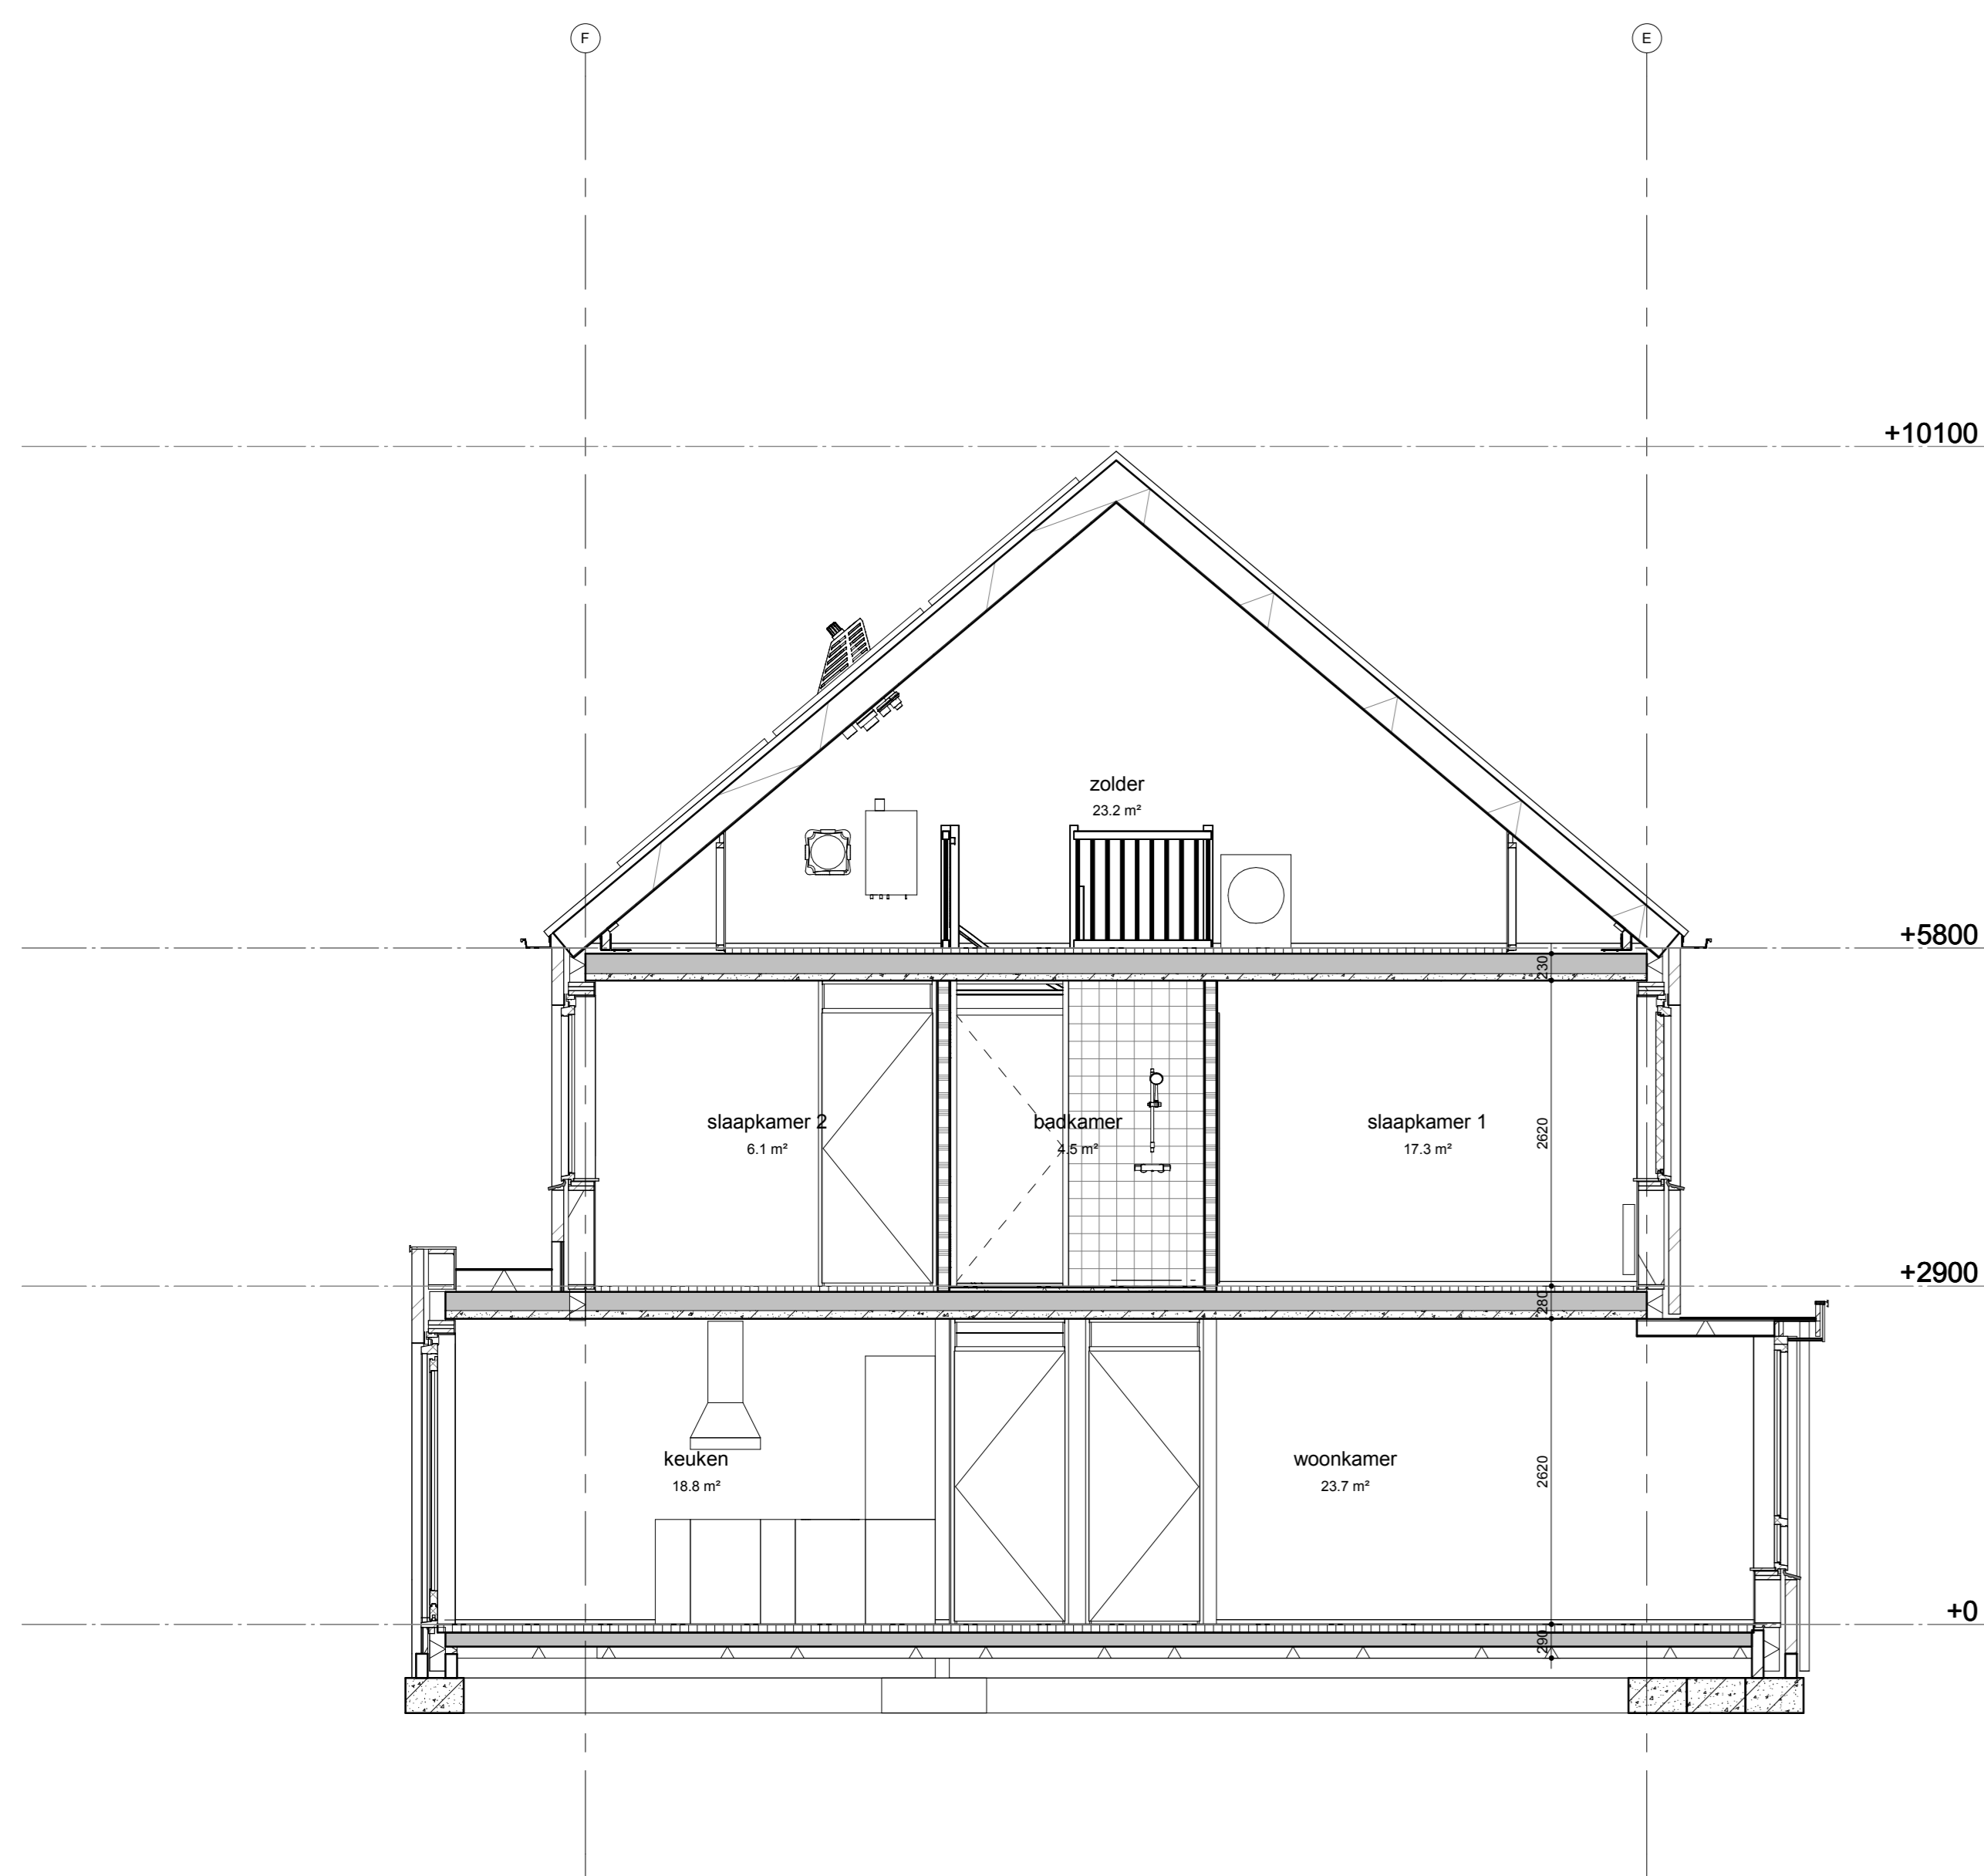 F
E
+10100
zolder
23.2 m²
+5800
230
slaapkamer 2
6.1 m²
badkamer
4.5 m²
slaapkamer 1
17.3 m²
2620
+2900
280
keuken
18.8 m²
woonkamer
23.7 m²
2620
+0
290